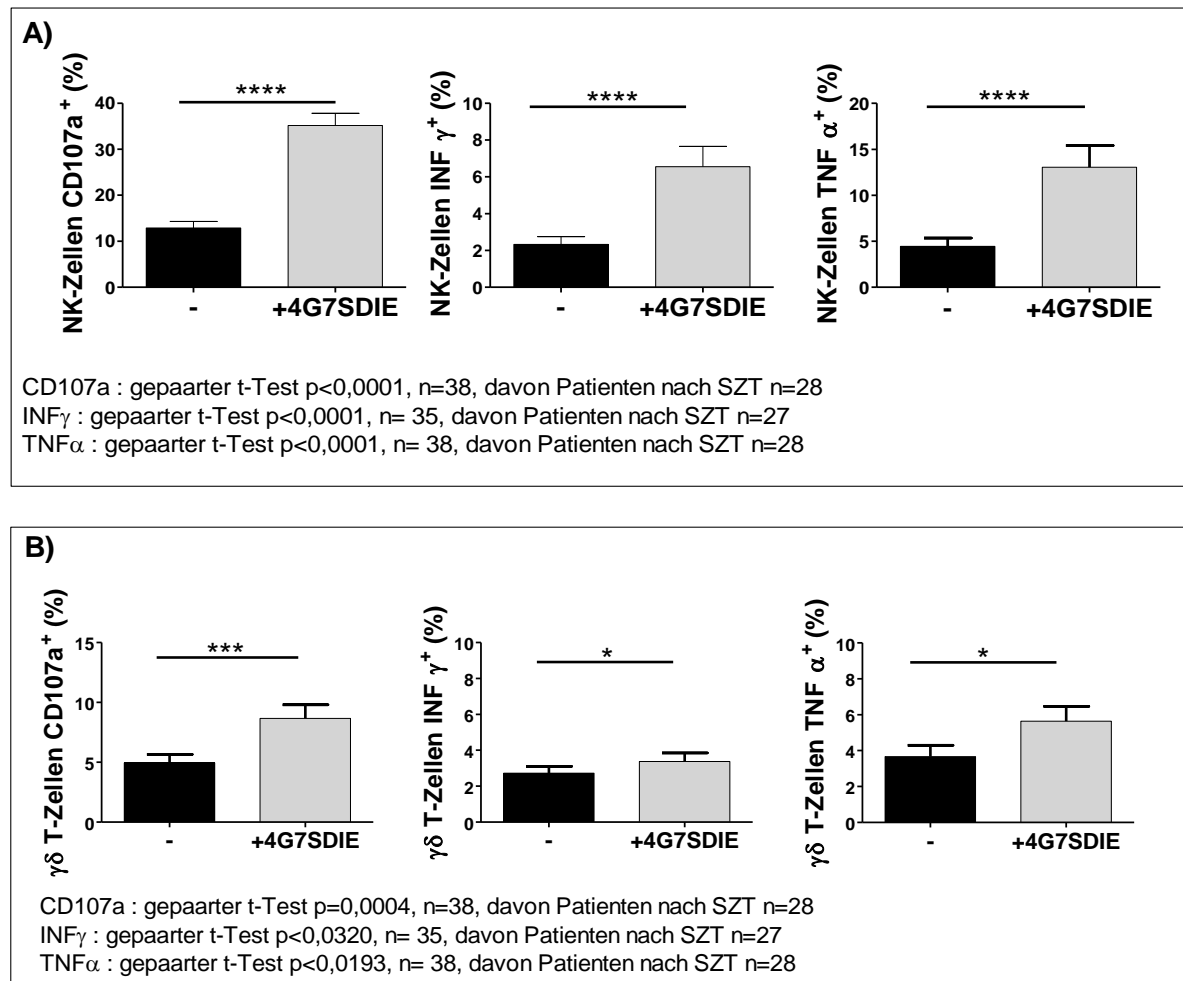 A)
NK-Zellen CD107a⁺ (%)
40
30
20
10
0
****
-
+4G7SDIE
NK-Zellen INF γ⁺ (%)
10
8
6
4
2
0
****
-
+4G7SDIE
NK-Zellen TNF α⁺ (%)
20
15
10
5
0
****
-
+4G7SDIE
CD107a : gepaarter t-Test p<0,0001, n=38, davon Patienten nach SZT n=28
INFγ : gepaarter t-Test p<0,0001, n= 35, davon Patienten nach SZT n=27
TNFα : gepaarter t-Test p<0,0001, n= 38, davon Patienten nach SZT n=28
B)
γδ T-Zellen CD107a⁺ (%)
15
10
5
0
***
-
+4G7SDIE
γδ T-Zellen INF γ⁺ (%)
10
8
6
4
2
0
*
-
+4G7SDIE
γδ T-Zellen TNF α⁺ (%)
10
8
6
4
2
0
*
-
+4G7SDIE
CD107a : gepaarter t-Test p=0,0004, n=38, davon Patienten nach SZT n=28
INFγ : gepaarter t-Test p<0,0320, n= 35, davon Patienten nach SZT n=27
TNFα : gepaarter t-Test p<0,0193, n= 38, davon Patienten nach SZT n=28